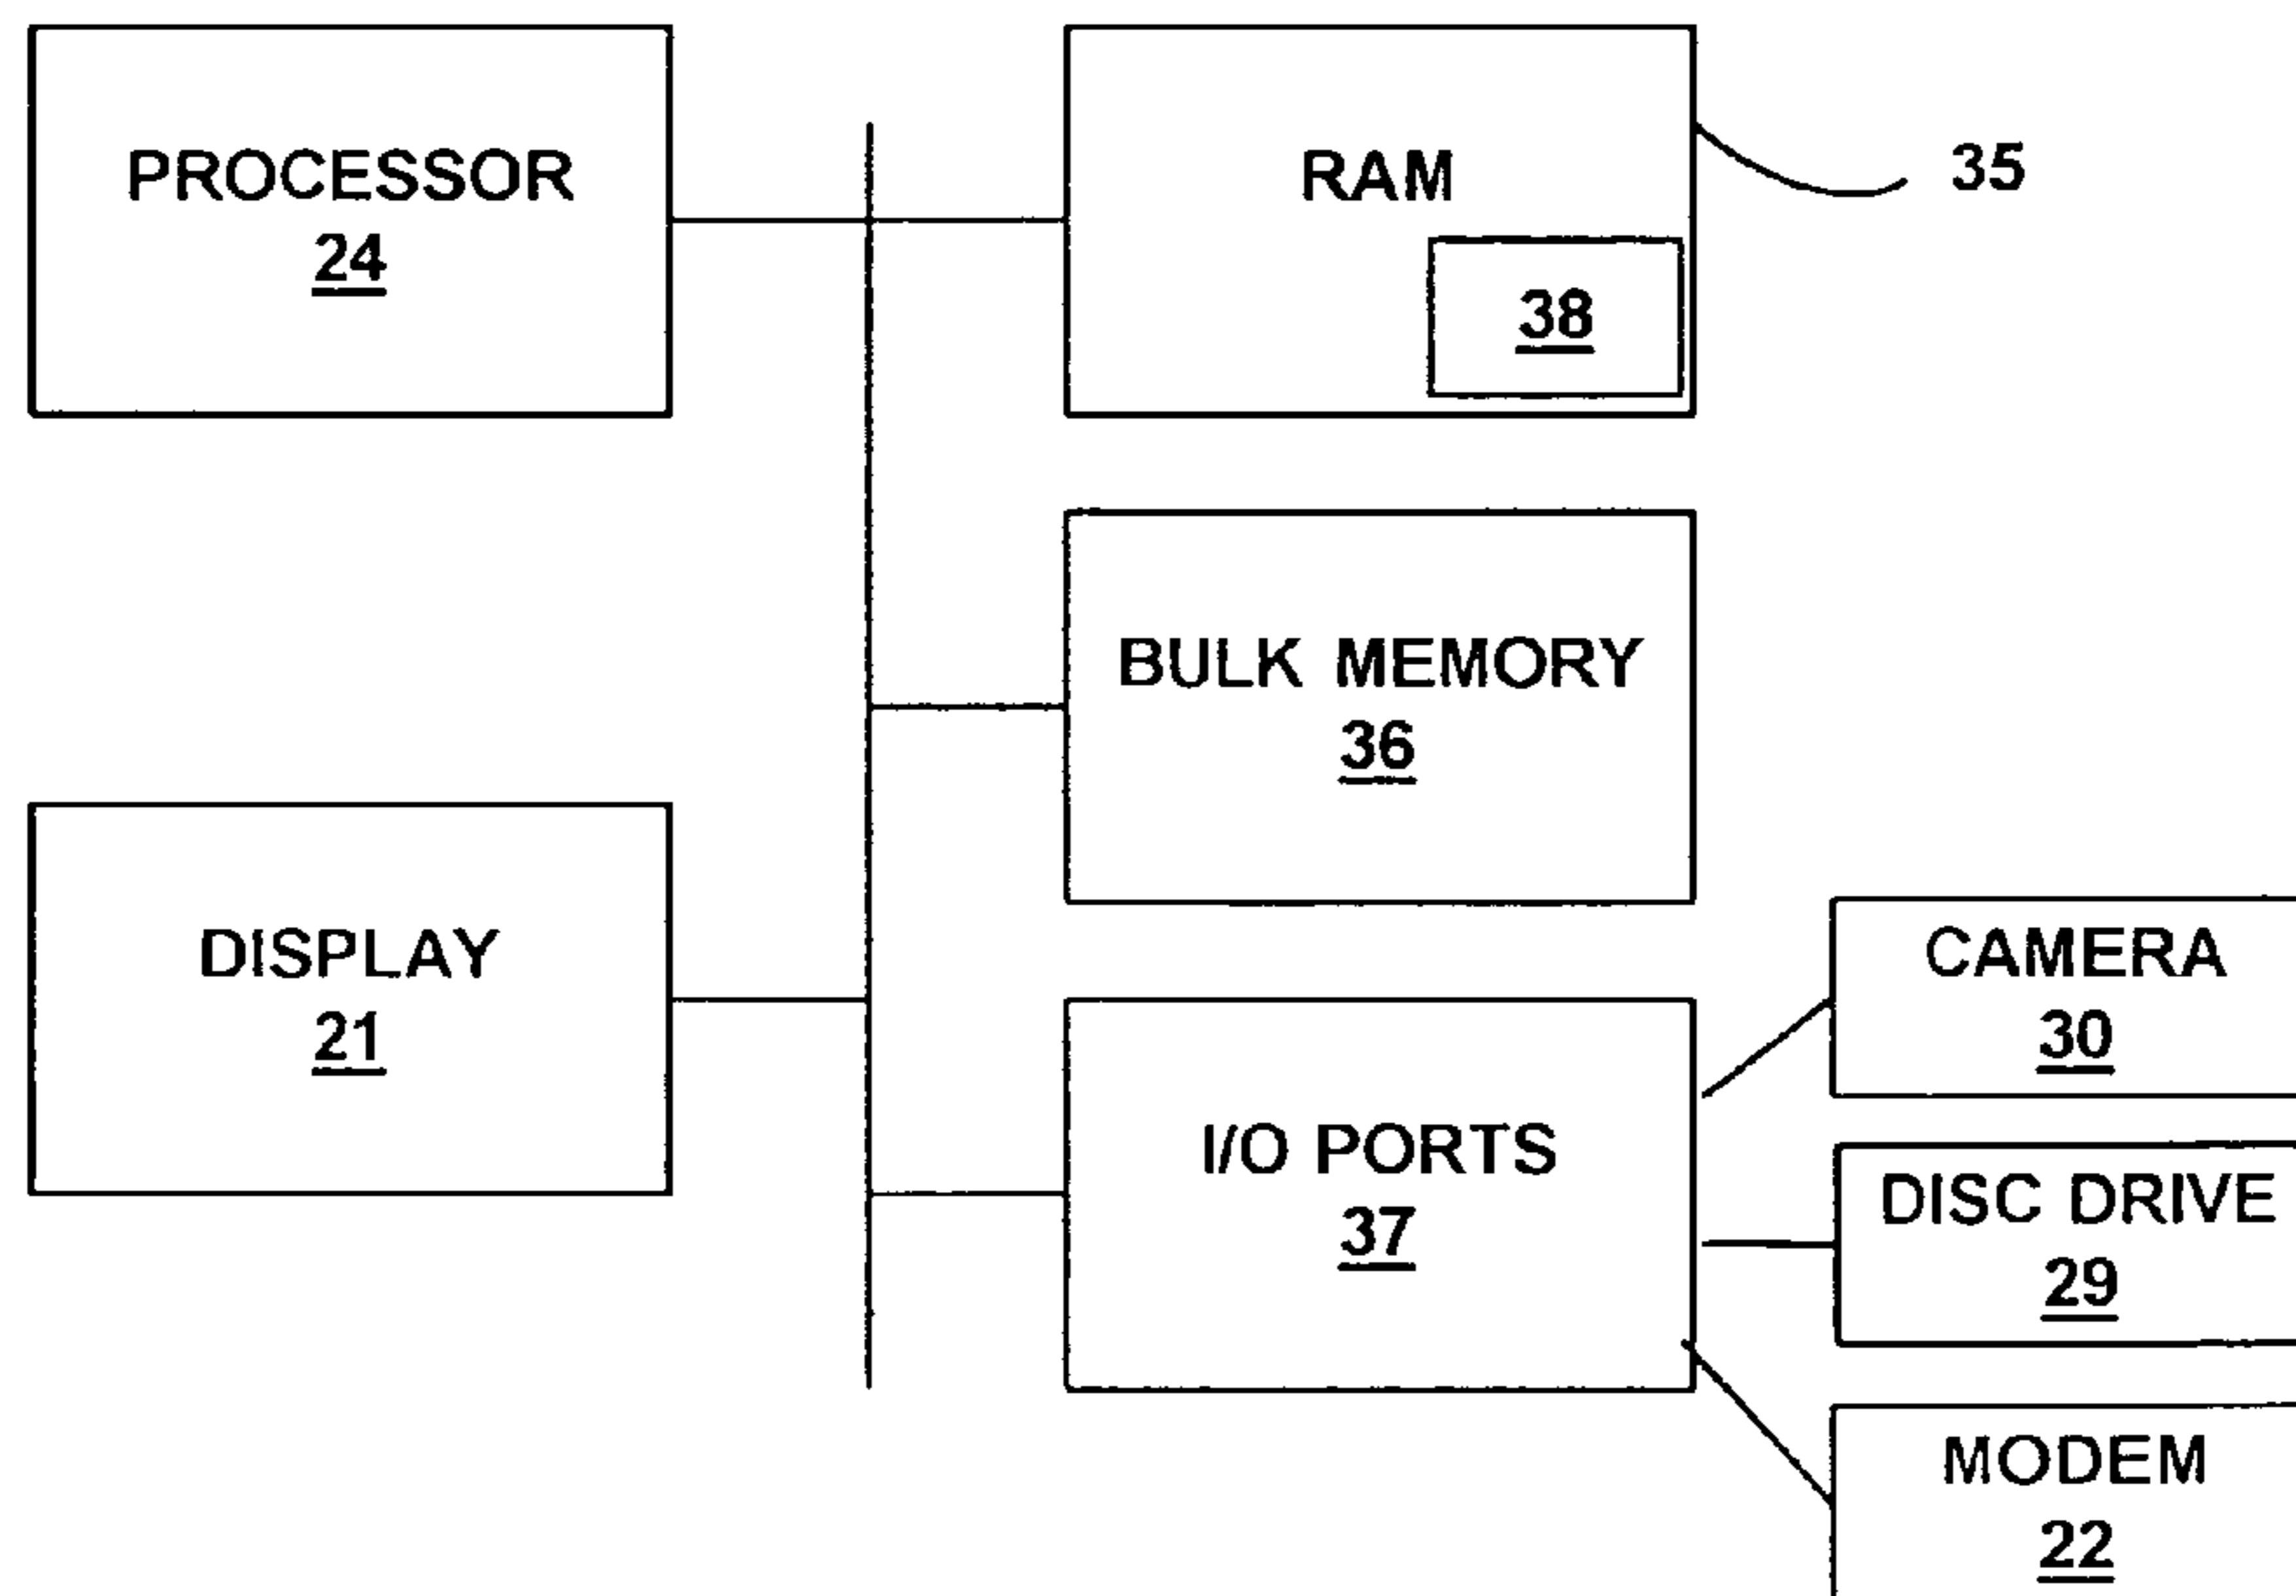 PROCESSOR
24
RAM
35
38
BULK MEMORY
36
DISPLAY
21
CAMERA
30
I/O PORTS
37
DISC DRIVE
29
MODEM
22